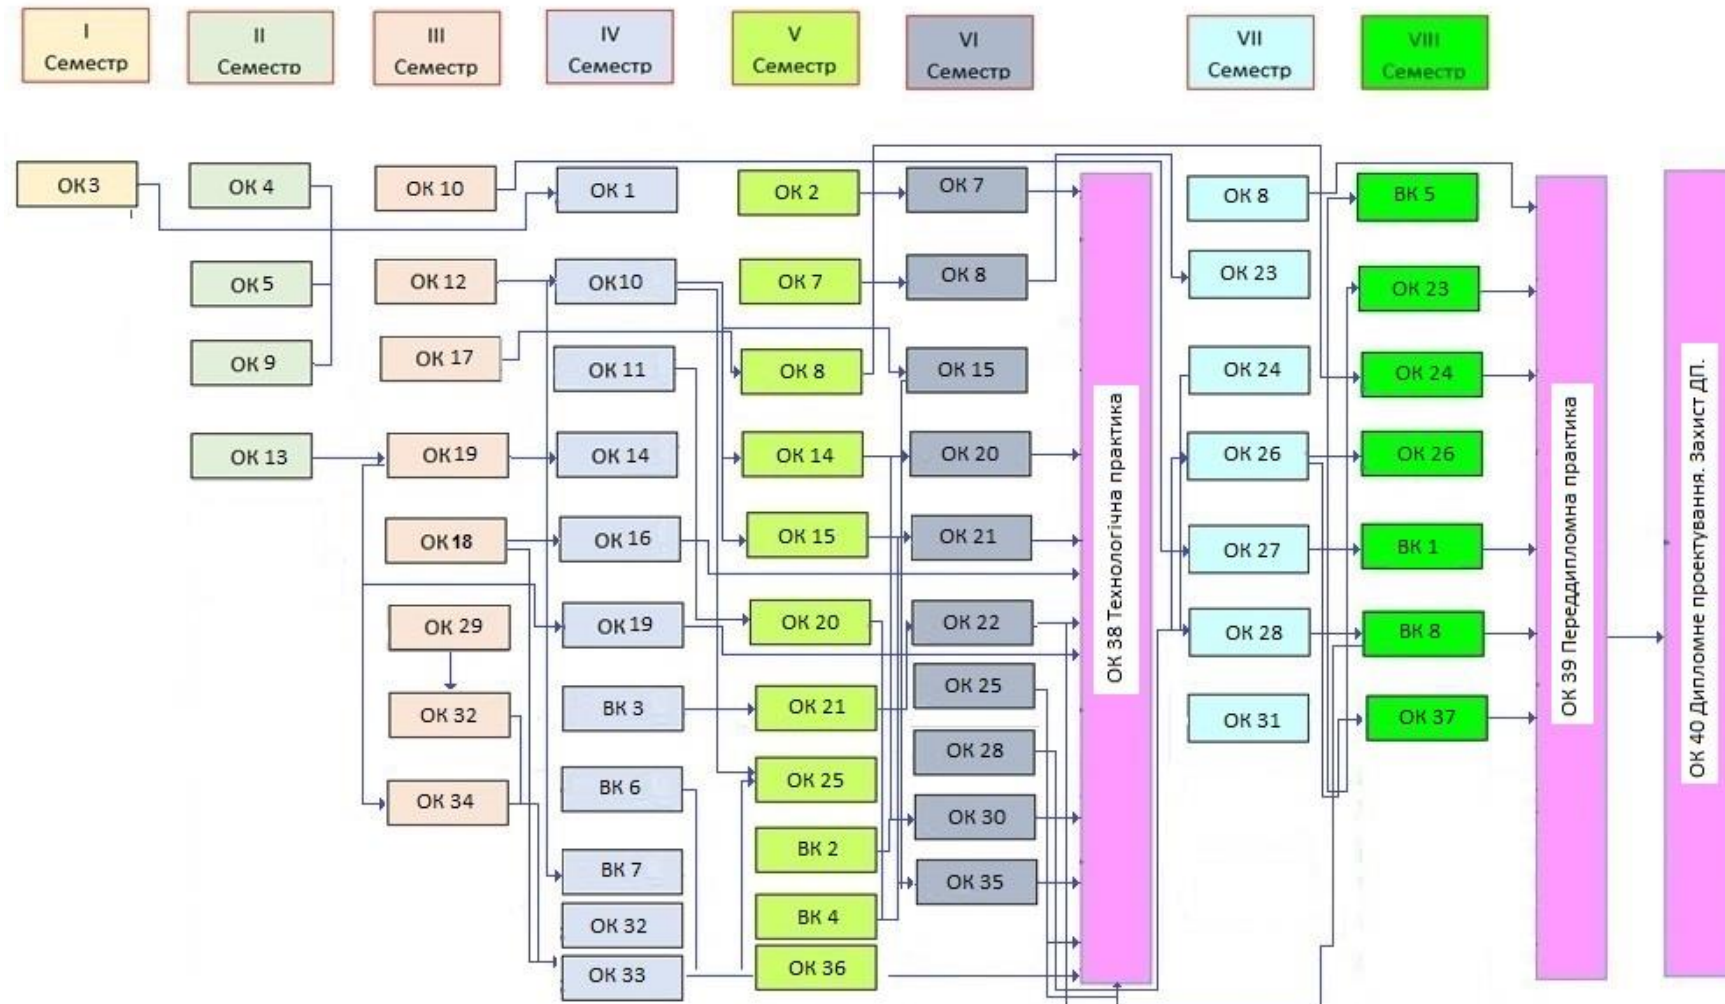 I
Семестр
II
Семестр
III
Семестр
IV
Семестр
V
Семестр
VI
Семестр
VII
Семестр
VIII
Семестр
ОК 3
ОК 4
ОК 10
ОК 1
ОК 2
ОК 7
ОК 8
ВК 5
ОК 5
ОК 12
ОК 10
ОК 7
ОК 8
ОК 23
ОК 23
ОК 9
ОК 17
ОК 11
ОК 8
ОК 15
ОК 24
ОК 24
ОК 13
ОК 19
ОК 14
ОК 14
ОК 20
ОК 26
ОК 26
ОК 18
ОК 16
ОК 15
ОК 21
ОК 27
ВК 1
ОК 29
ОК 19
ОК 20
ОК 22
ОК 28
ВК 8
ОК 32
ВК 3
ОК 21
ОК 25
ОК 31
ОК 37
ОК 34
ВК 6
ОК 25
ОК 28
ВК 7
ВК 2
ОК 30
ОК 32
ВК 4
ОК 35
ОК 33
ОК 36
ОК 38 Технологічна практика
ОК 39 Переддипломна практика
ОК 40 Дипломне проектування. Захист ДП.